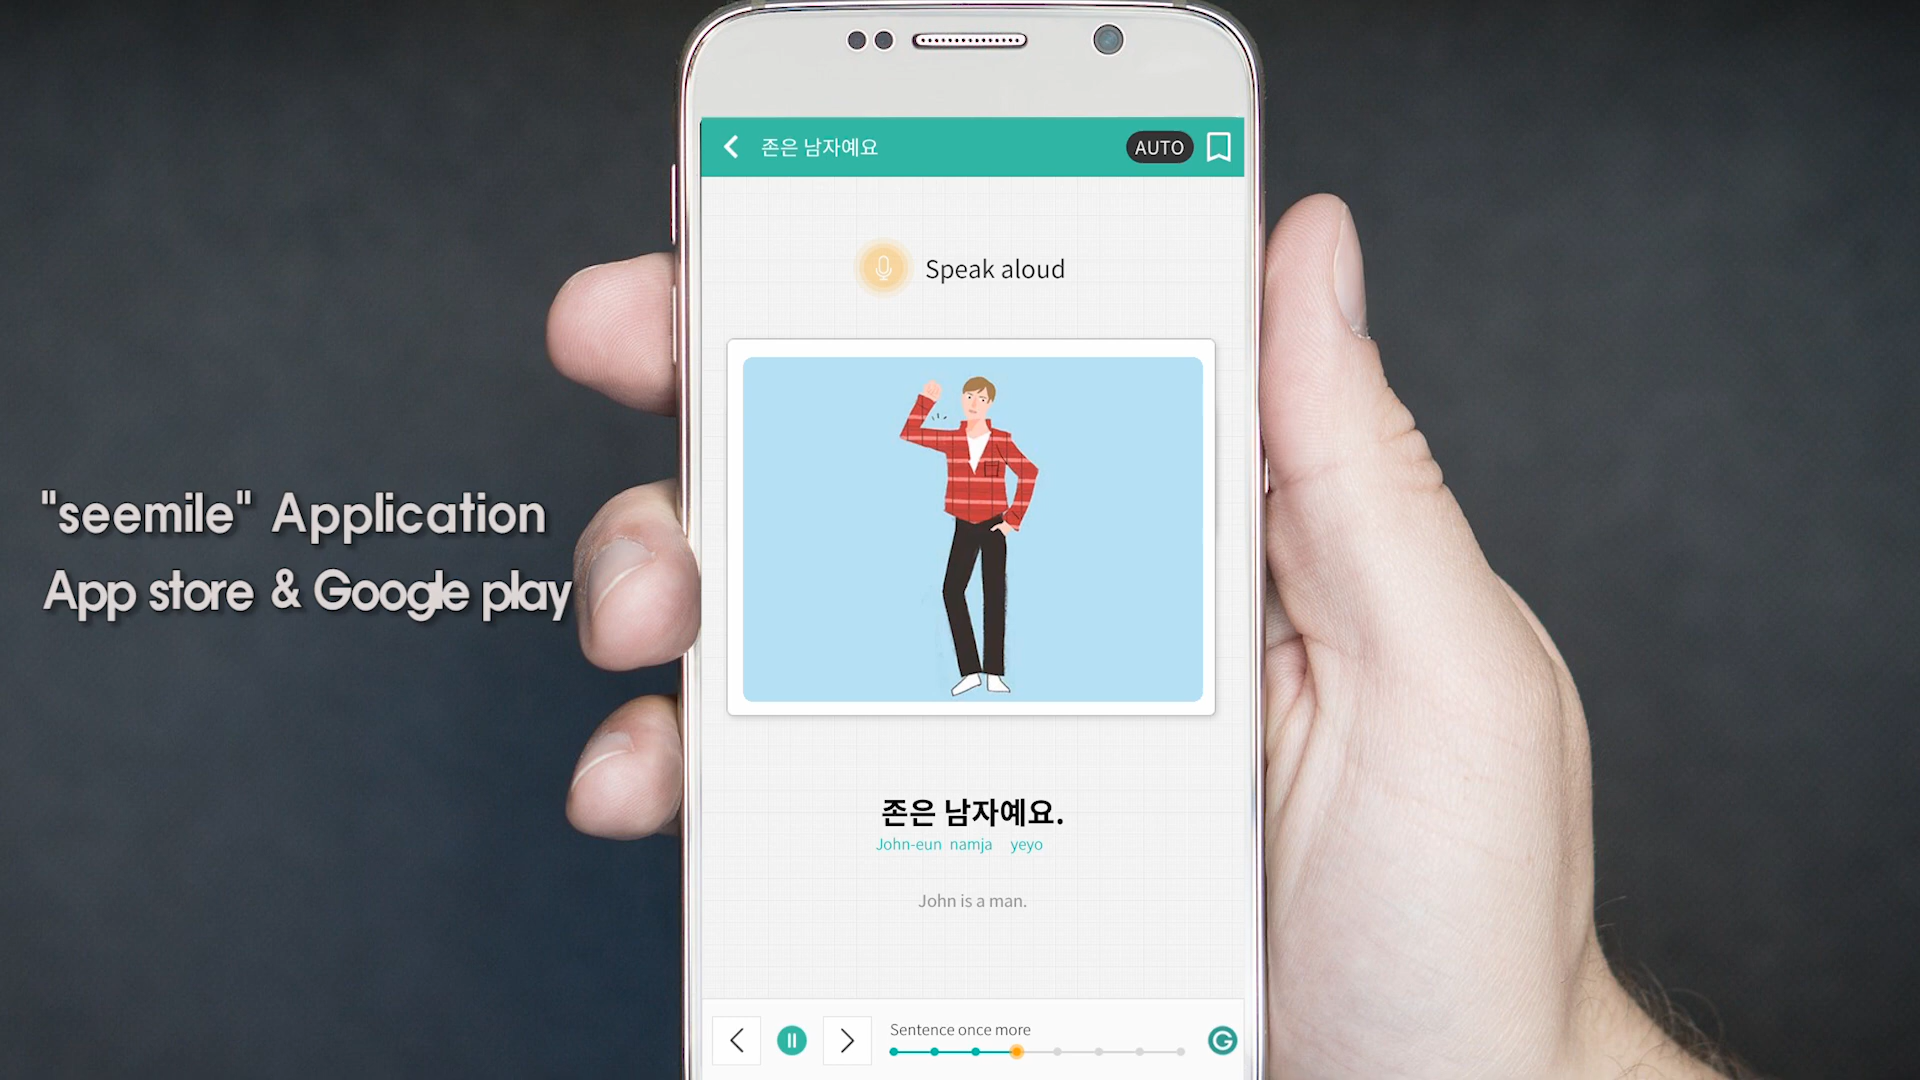 "seemile" Application
App store & Google play
존은 남자예요
AUTO
Speak aloud
존은 남자예요.
John-eun namja yeyo
John is a man.
Sentence once more
G